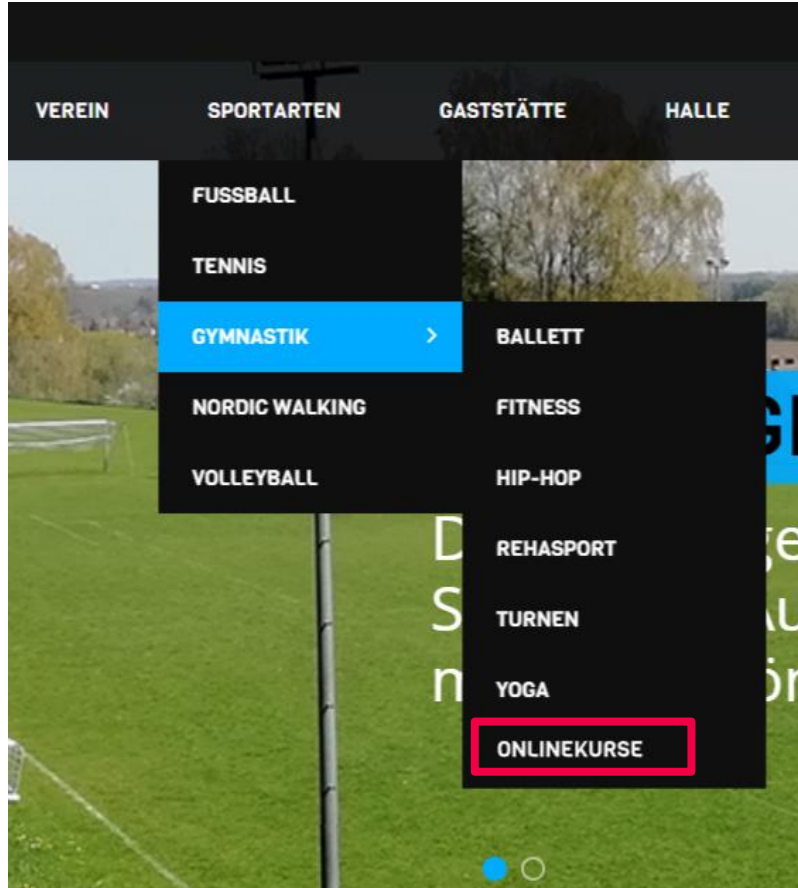 VEREIN SPORTARTEN GASTSTÄTTE HALLE
FUSSBALL
TENNIS
GYMNASTIK
NORDIC WALKING
VOLLEYBALL
BALLETT
FITNESS
HIP-HOP
REHASPORT
TURNEN
YOGA
ONLINEKURSE